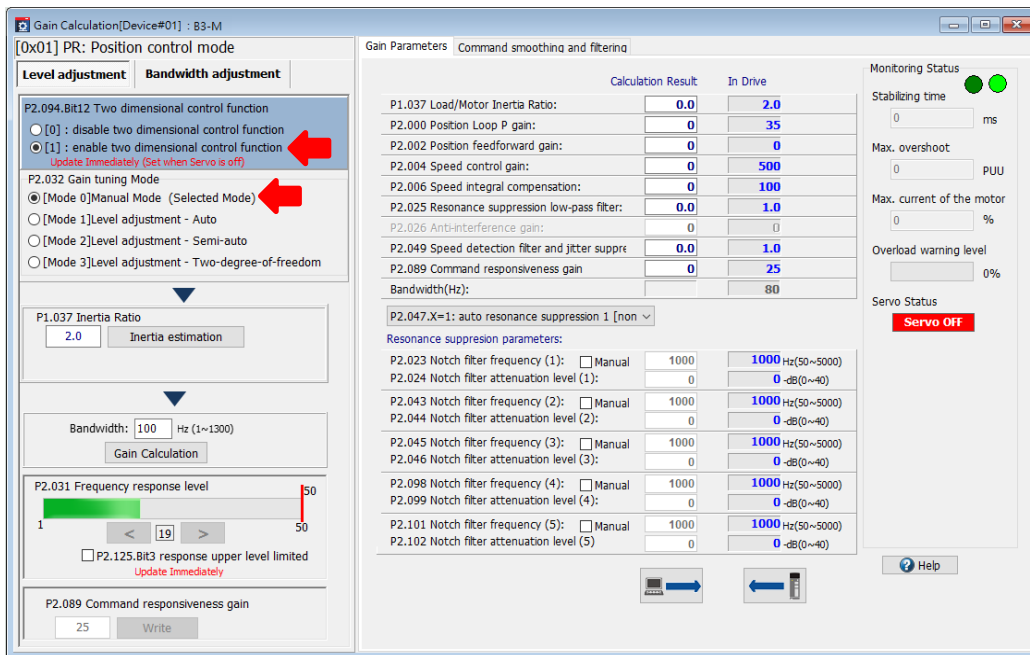 Gain Calculation[Device#01] : B3-M
[0x01] PR: Position control mode
Level adjustment
Bandwidth adjustment
P2.094.Bit12 Two dimensional control function
[0] : disable two dimensional control function
[1] : enable two dimensional control function
Update Immediately (Set when Servo is off)
P2.032 Gain tuning Mode
[Mode 0]Manual Mode (Selected Mode)
[Mode 1]Level adjustment - Auto
[Mode 2]Level adjustment - Semi-auto
[Mode 3]Level adjustment - Two-degree-of-freedom
P1.037 Inertia Ratio
2.0 Inertia estimation
Bandwidth: 100 Hz (1~1300)
Gain Calculation
P2.031 Frequency response level
50
1 50
< 19 >
P2.125.Bit3 response upper level limited
Update Immediately
P2.089 Command responsiveness gain
25 Write
Gain Parameters Command smoothing and filtering
Calculation Result In Drive
P1.037 Load/Motor Inertia Ratio: 0.0 2.0
P2.000 Position Loop P gain: 0 35
P2.002 Position feedforward gain: 0 0
P2.004 Speed control gain: 0 500
P2.006 Speed integral compensation: 0 100
P2.025 Resonance suppression low-pass filter: 0.0 1.0
P2.026 Anti-interference gain: 0 0
P2.049 Speed detection filter and jitter suppre 0.0 1.0
P2.089 Command responsiveness gain 0 25
Bandwidth(Hz): 80
P2.047.X=1: auto resonance suppression 1 [non
Resonance suppresion parameters:
P2.023 Notch filter frequency (1): Manual 1000 1000 Hz(50~5000)
P2.024 Notch filter attenuation level (1): 0 0 -dB(0~40)
P2.043 Notch filter frequency (2): Manual 1000 1000 Hz(50~5000)
P2.044 Notch filter attenuation level (2): 0 0 -dB(0~40)
P2.045 Notch filter frequency (3): Manual 1000 1000 Hz(50~5000)
P2.046 Notch filter attenuation level (3): 0 0 -dB(0~40)
P2.098 Notch filter frequency (4): Manual 1000 1000 Hz(50~5000)
P2.099 Notch filter attenuation level (4): 0 0 -dB(0~40)
P2.101 Notch filter frequency (5): Manual 1000 1000 Hz(50~5000)
P2.102 Notch filter attenuation level (5) 0 0 -dB(0~40)
Monitoring Status
Stabilizing time
0 ms
Max. overshoot
0 PUU
Max. current of the motor
0 %
Overload warning level
0%
Servo Status
Servo OFF
? Help